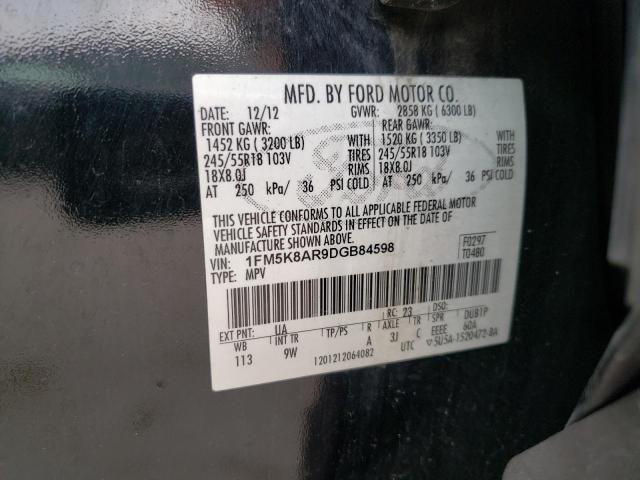 MFD. BY FORD MOTOR CO.
12/12 GVWR: 2858 KG ( 6300 LB)
FRONT GAWR: REAR GAWR:
1452 KG ( 3200 LB) WITH 1520 KG ( 3350 LB) WITH
245/55R18 103V TIRES 245/55R18 103V TIRES
18X8.0J RIMS 18X8.0J RIMS
AT 250 kPa/ 36 PSI COLD AT 250 kPa/ 36 PSI COLD
THIS VEHICLE CONFORMS TO ALL APPLICABLE FEDERAL MOTOR
VEHICLE SAFETY STANDARDS IN EFFECT ON THE DATE OF
MANUFACTURE SHOWN ABOVE.
VIN: 1FM5K8AR9DGB84598 F0297
TYPE: MPV T0480
RC: 23 DSO:
EXT PNT: UA
WB INT TR TP/PS R AXLE TR SPR DUBTP
113 9W A 3J C EEEE 60A
1201212064082 UTC 5U5A-1520472-BA